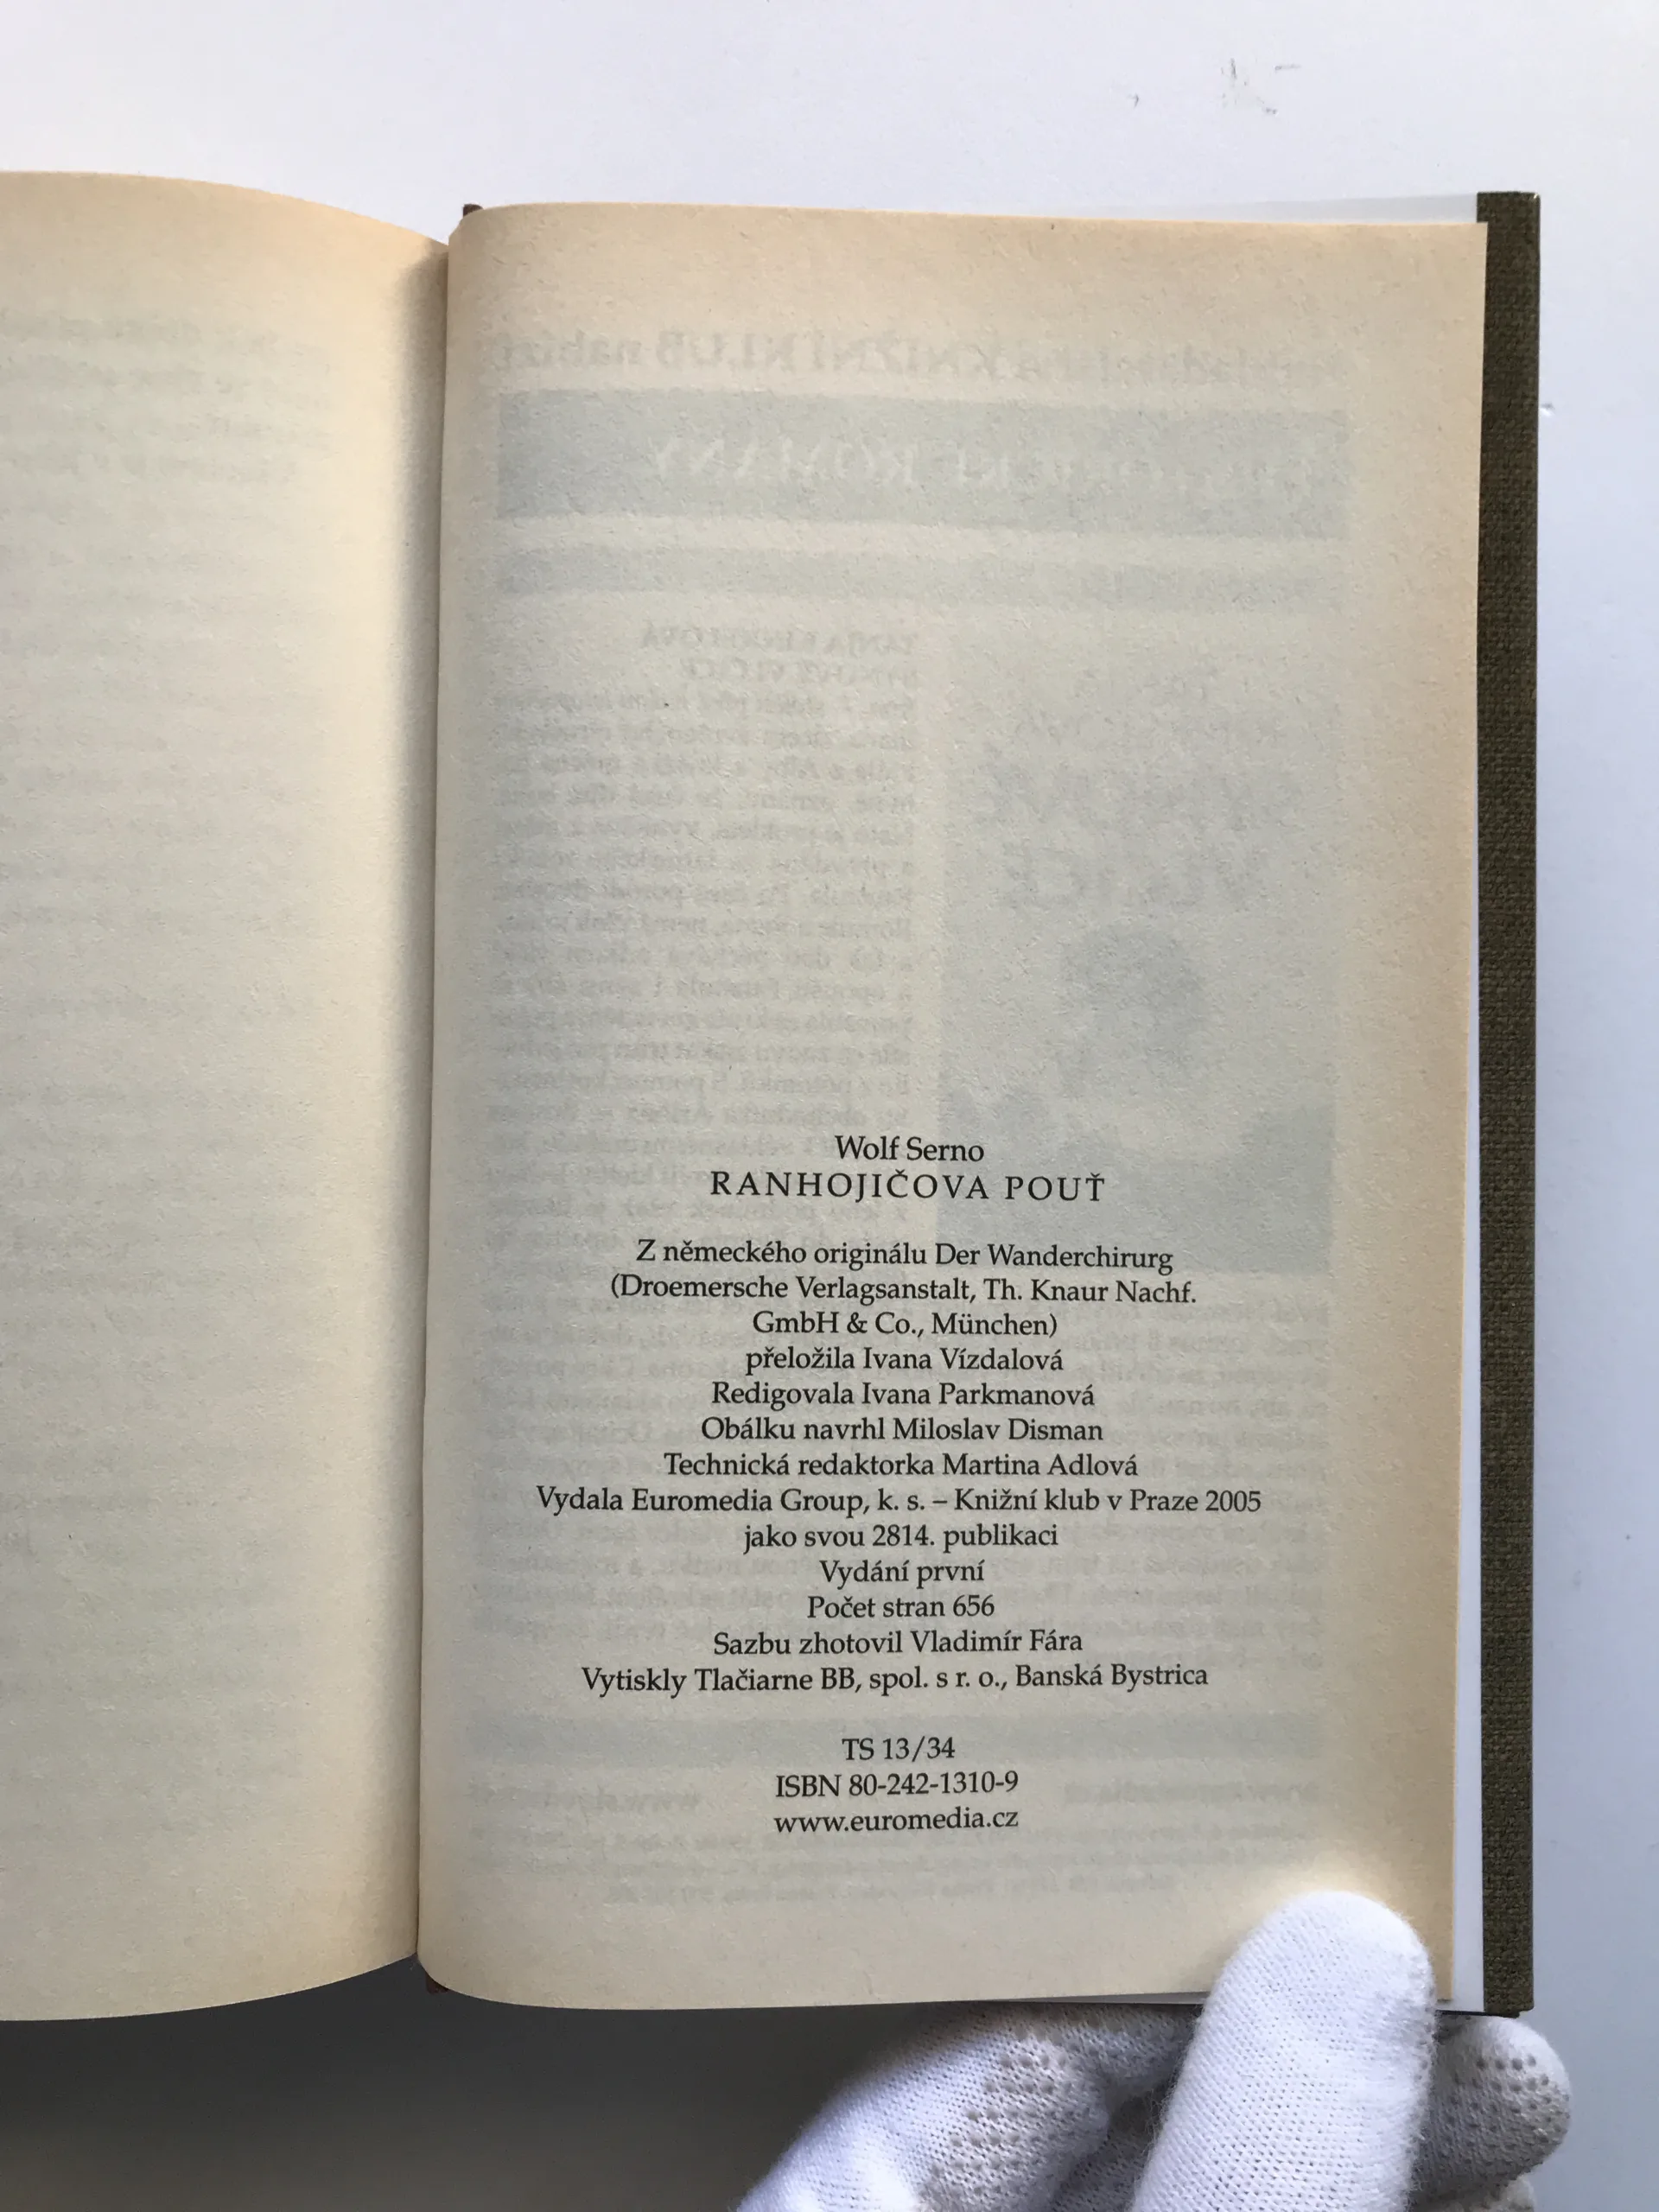 Wolf Serno
RANHOJIČOVA POUŤ
Z německého originálu Der Wanderchirurg
(Droemersche Verlagsanstalt, Th. Knaur Nachf.
GmbH & Co., München)
přeložila Ivana Vízdalová
Redigovala Ivana Parkmanová
Obálku navrhl Miloslav Disman
Technická redaktorka Martina Adlová
Vydala Euromedia Group, k. s. – Knižní klub v Praze 2005
jako svou 2814. publikaci
Vydání první
Počet stran 656
Sazbu zhotovil Vladimír Fára
Vytiskly Tlačiarne BB, spol. s r. o., Banská Bystrica
TS 13/34
ISBN 80-242-1310-9
www.euromedia.cz